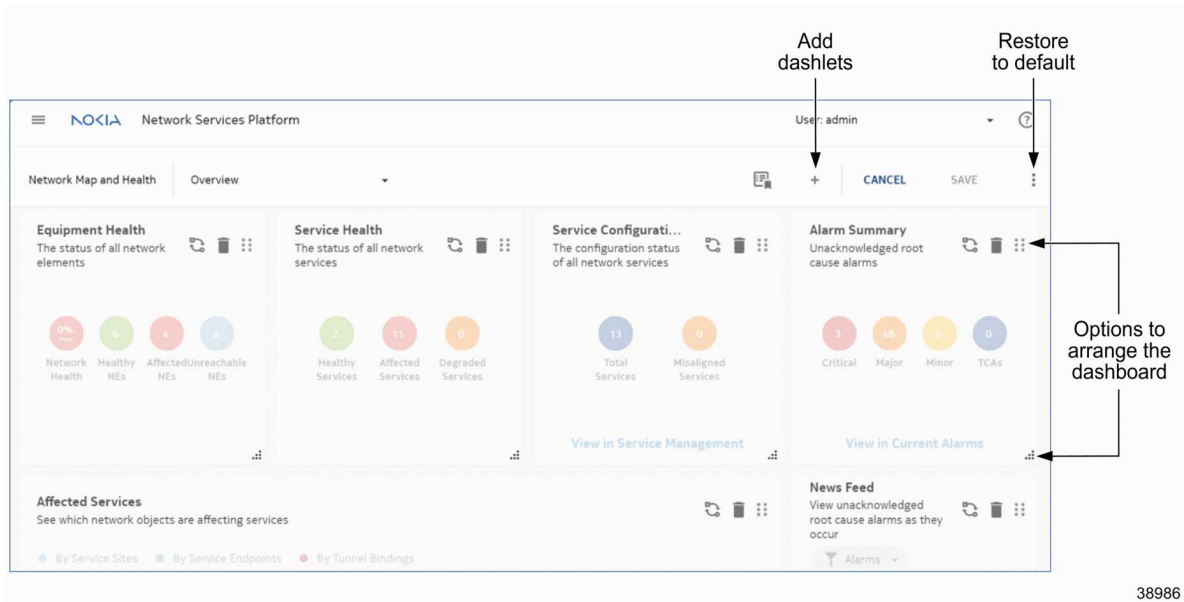 Add
dashlets
Restore
to default
NOKIA Network Services Platform
User: admin
Network Map and Health
Overview
+ CANCEL SAVE
Equipment Health
The status of all network
elements
Service Health
The status of all network
services
Service Configurati...
The configuration status
of all network services
Alarm Summary
Unacknowledged root
cause alarms
0%
Poor
0
4
0
Network
Health
Healthy
NEs
Affected
NEs
Unreachable
NEs
2
11
0
Healthy
Services
Affected
Services
Degraded
Services
13
0
Total
Services
Misaligned
Services
View in Service Management
3
48
0
0
Critical
Major
Minor
TCAs
View in Current Alarms
Options to
arrange the
dashboard
Affected Services
See which network objects are affecting services
By Service Sites
By Service Endpoints
By Tunnel Bindings
News Feed
View unacknowledged
root cause alarms as they
occur
Alarms
38986